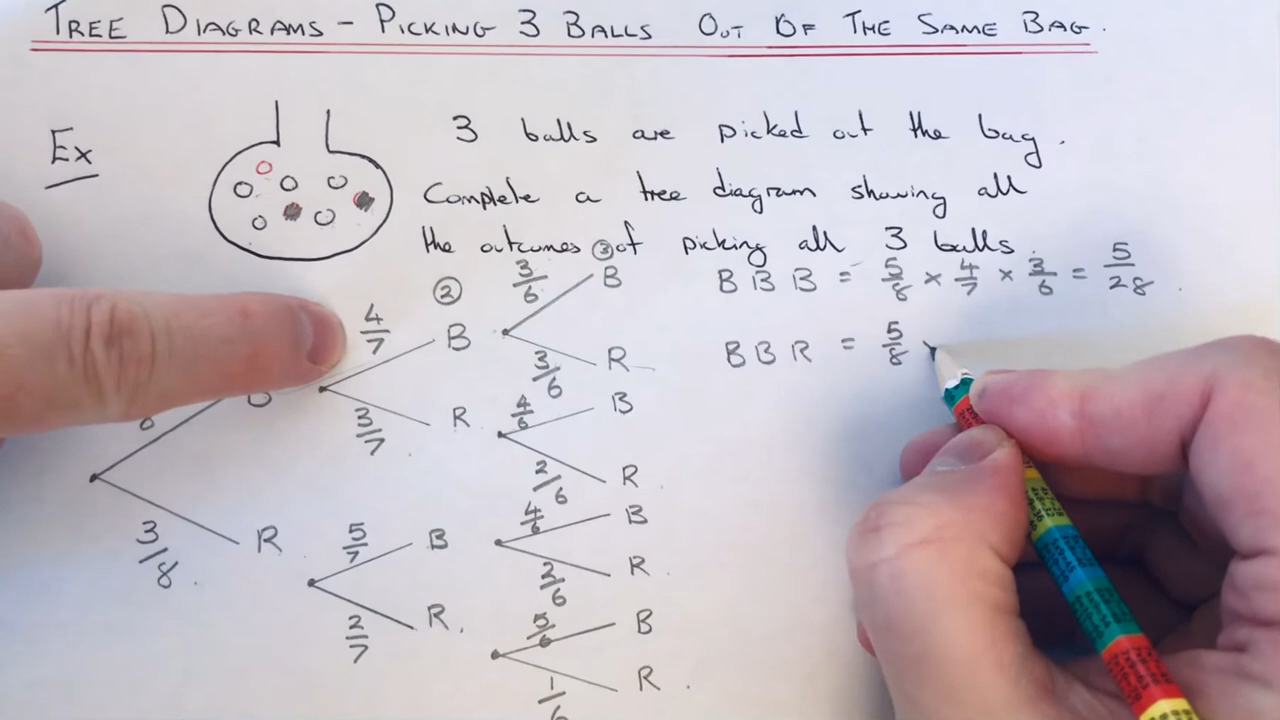 TREE DIAGRAMS - PICKING 3 BALLS OUT OF THE SAME BAG.
Ex
3 balls are picked out the bag.
Complete a tree diagram showing all
the outcomes of picking all 3 balls.
② ③
3/8 R
4/7 B
3/7 R
5/7 B
2/7 R.
3/6 B
3/6 R
4/6 B
2/6 R.
4/6 B
2/6 R.
5/6 B
1/6 R.
B B B = 5/8 × 4/7 × 3/6 = 5/28.
B B R = 5/8